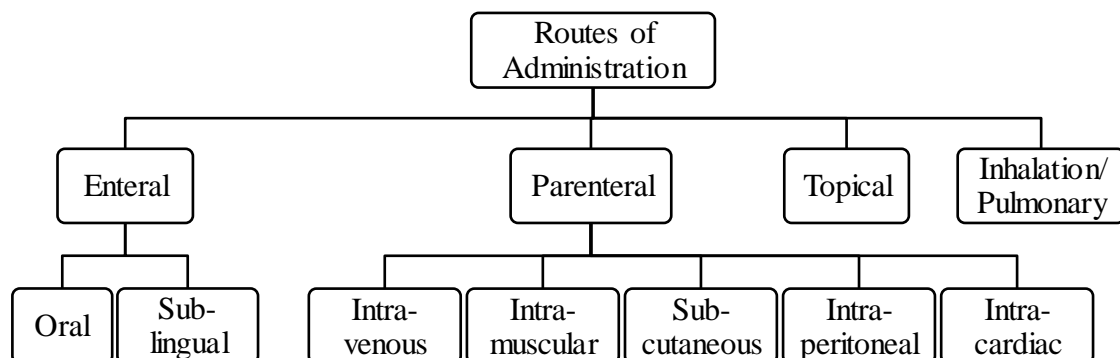 Routes of
Administration
Enteral
Parenteral
Topical
Inhalation/
Pulmonary
Oral
Sub-
lingual
Intra-
venous
Intra-
muscular
Sub-
cutaneous
Intra-
peritoneal
Intra-
cardiac